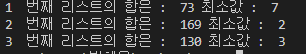 1  번째 리스트의 합은 :  73 최소값 :  7
2  번째 리스트의 합은 :  169 최소값 :  2
3  번째 리스트의 합은 :  130 최소값 :  3